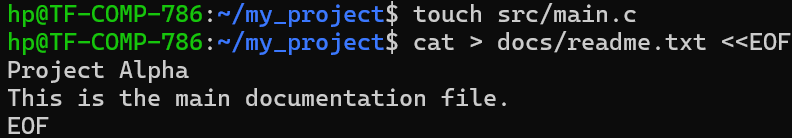 hp@TF-COMP-786:~/my_project$ touch src/main.c
hp@TF-COMP-786:~/my_project$ cat > docs/readme.txt <<EOF
Project Alpha
This is the main documentation file.
EOF